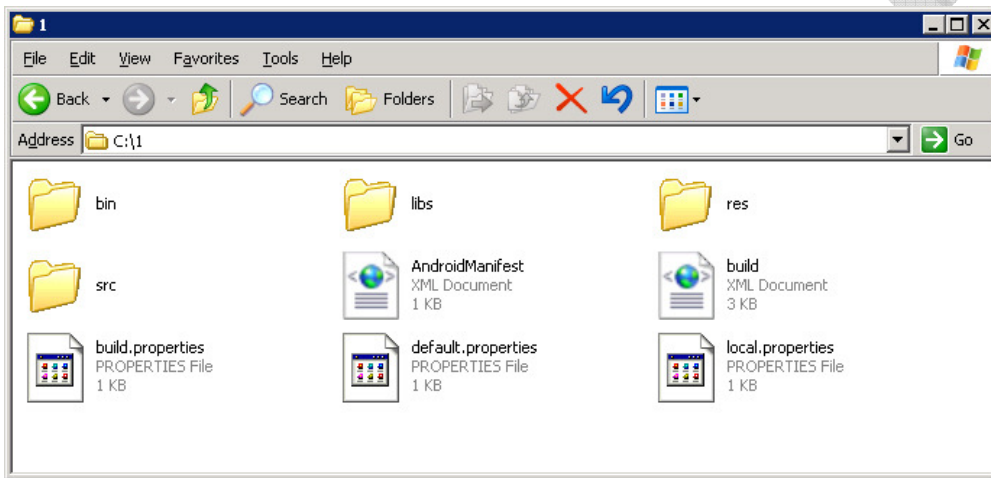 1
File Edit View Favorites Tools Help
Back Search Folders
Address C:\1 Go
bin
libs
res
src
AndroidManifest
XML Document
1 KB
build
XML Document
3 KB
build.properties
PROPERTIES File
1 KB
default.properties
PROPERTIES File
1 KB
local.properties
PROPERTIES File
1 KB